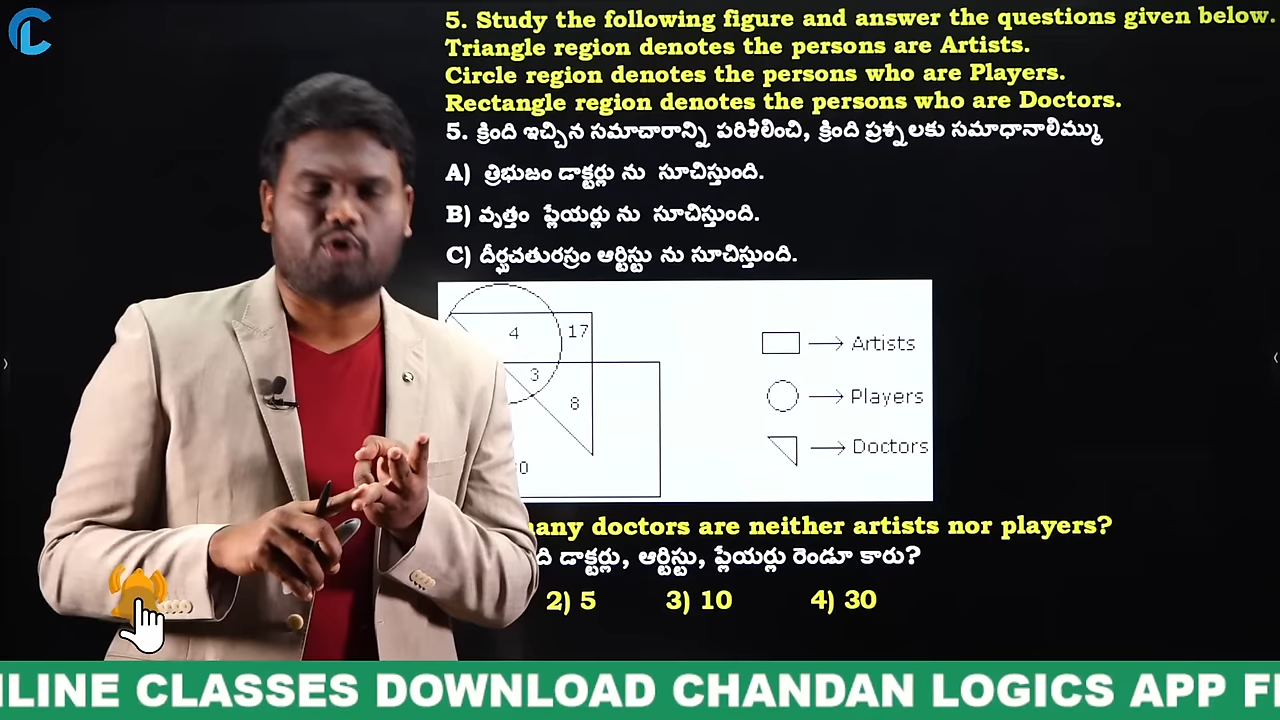 5. Study the following figure and answer the questions given below.
Triangle region denotes the persons are Artists.
Circle region denotes the persons who are Players.
Rectangle region denotes the persons who are Doctors.
5. క్రింది ఇచ్చిన సమాచారాన్ని పరిశీలించి, క్రింది ప్రశ్నలకు సమాధానాలిమ్ము
A) త్రిభుజం డాక్టర్లు ను సూచిస్తుంది.
B) వృత్తం ప్లేయర్లు ను సూచిస్తుంది.
C) దీర్ఘచతురస్రం ఆర్టిస్టు ను సూచిస్తుంది.
4 17
3
8
0
Artists
Players
Doctors
many doctors are neither artists nor players?
ది డాక్టర్లు, ఆర్టిస్టు, ప్లేయర్లు రెండూ కారు?
2) 5 3) 10 4) 30
NLINE CLASSES DOWNLOAD CHANDAN LOGICS APP F